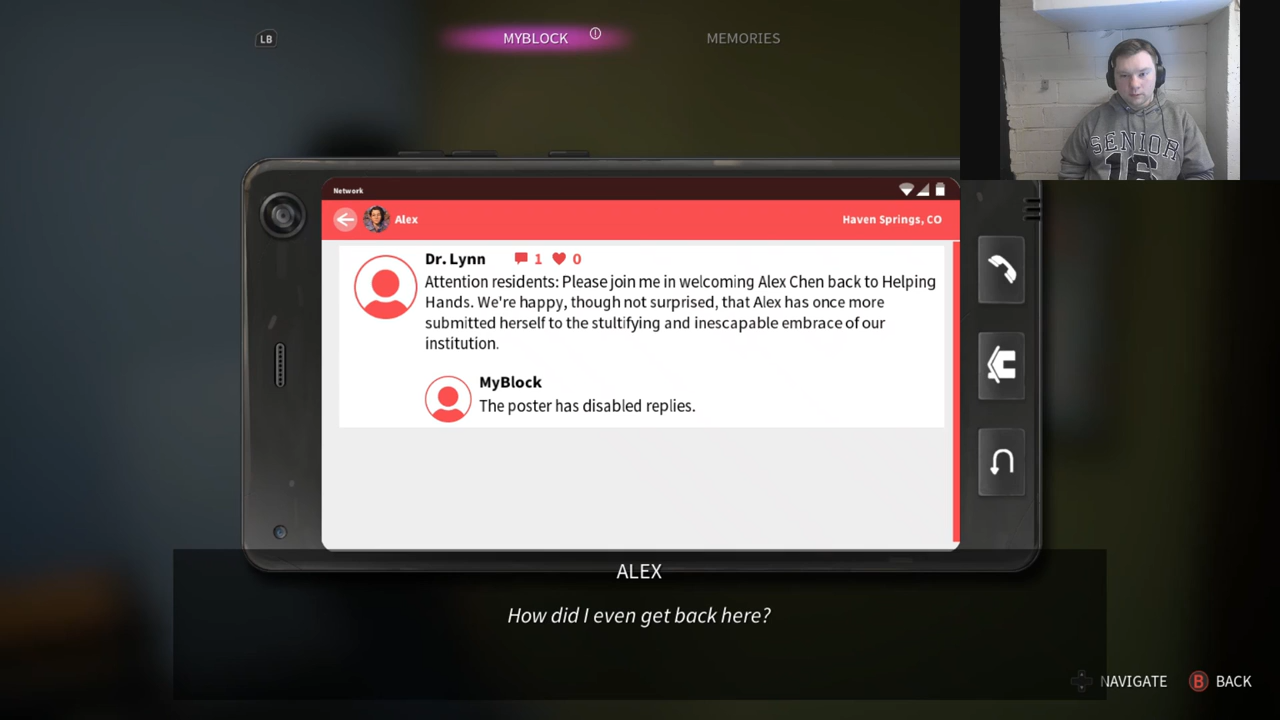 LB
MYBLOCK
MEMORIES
SENIOR
16
Network
Alex
Haven Springs, CO
Dr. Lynn 1 0
Attention residents: Please join me in welcoming Alex Chen back to Helping
Hands. We're happy, though not surprised, that Alex has once more
submitted herself to the stultifying and inescapable embrace of our
institution.
MyBlock
The poster has disabled replies.
ALEX
How did I even get back here?
NAVIGATE B BACK